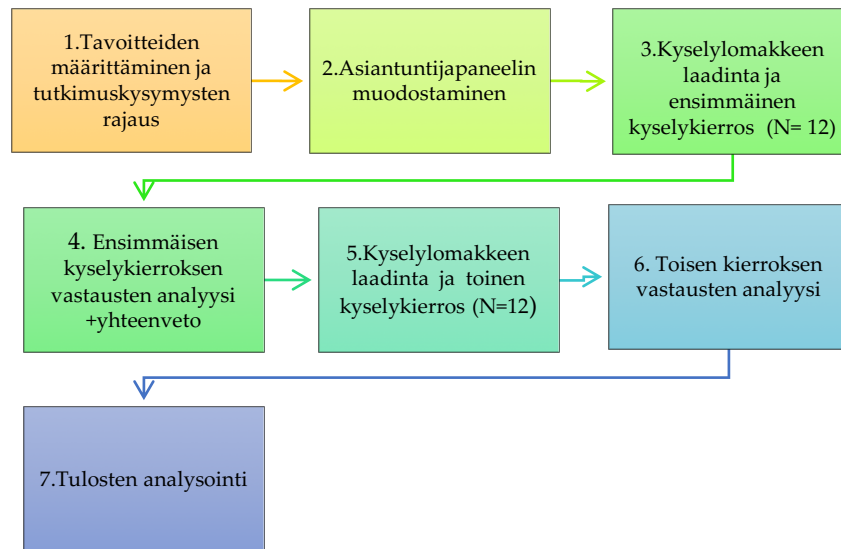 1.Tavoitteiden
määrittäminen ja
tutkimuskysymysten
rajaus
2.Asiantuntijapaneelin
muodostaminen
3.Kyselylomakkeen
laadinta ja
ensimmäinen
kyselykierros (N= 12)
4. Ensimmäisen
kyselykierroksen
vastausten analyysi
+yhteenveto
5.Kyselylomakkeen
laadinta ja toinen
kyselykierros (N=12)
6. Toisen kierroksen
vastausten analyysi
7.Tulosten analysointi